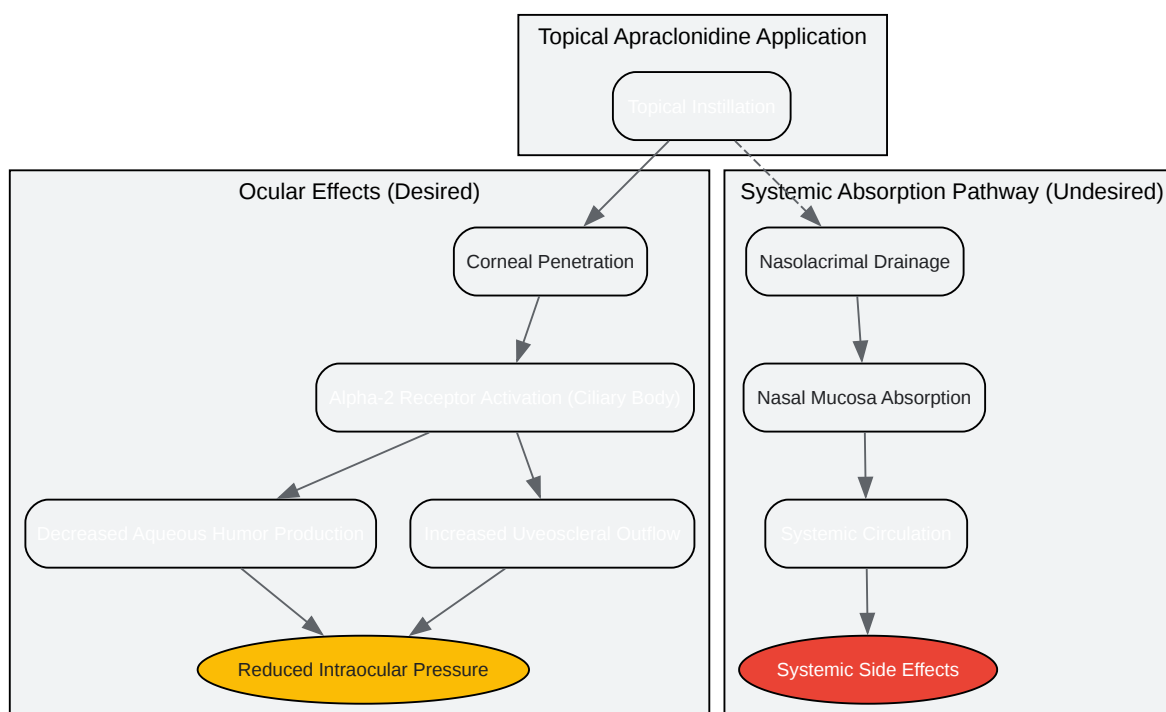 Topical Apraclonidine Application
Topical Instillation
Ocular Effects (Desired)
Systemic Absorption Pathway (Undesired)
Corneal Penetration
Nasolacrimal Drainage
Alpha-2 Receptor Activation (Ciliary Body)
Nasal Mucosa Absorption
Decreased Aqueous Humor Production
Increased Uveoscleral Outflow
Systemic Circulation
Reduced Intraocular Pressure
Systemic Side Effects